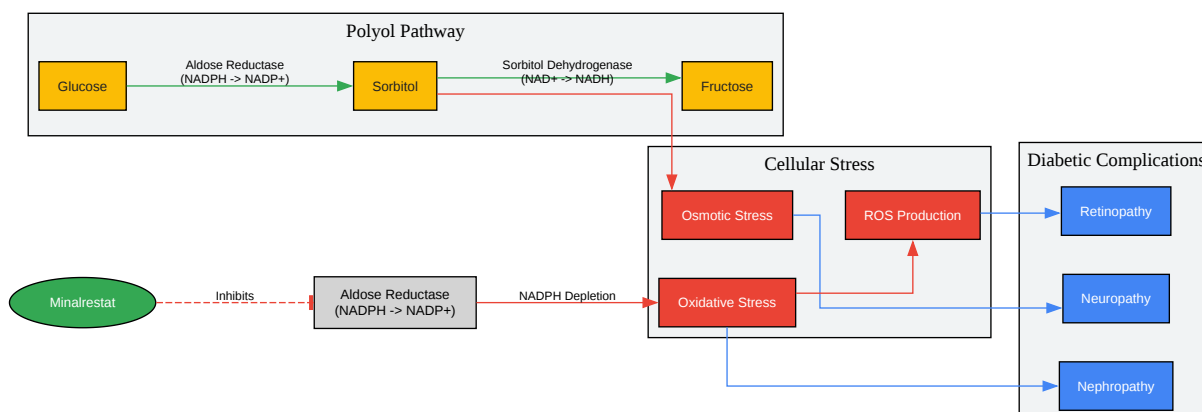 Polyol Pathway
Glucose
Aldose Reductase
(NADPH -> NADP+)
Sorbitol
Sorbitol Dehydrogenase
(NAD+ -> NADH)
Fructose
Cellular Stress
Diabetic Complications
Osmotic Stress
ROS Production
Retinopathy
Minalrestat
Inhibits
Aldose Reductase
(NADPH -> NADP+)
NADPH Depletion
Oxidative Stress
Neuropathy
Nephropathy